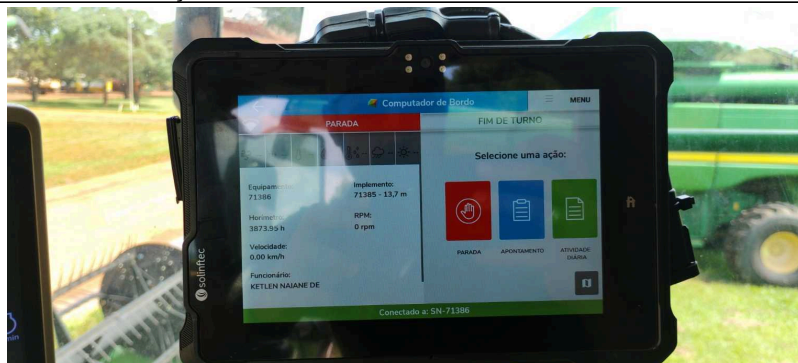 Computador de Bordo
MENU
PARADA
FIM DE TURNO
Selecione uma ação:
Equipamento:
71386
Implemento:
71385 - 13,7 m
Horímetro:
3873.95 h
RPM:
0 rpm
Velocidade:
0.00 km/h
Funcionário:
KETLEN NAIANE DE
PARADA
APONTAMENTO
ATIVIDADE
DIÁRIA
Conectado a: SN-71386
solinftec
min